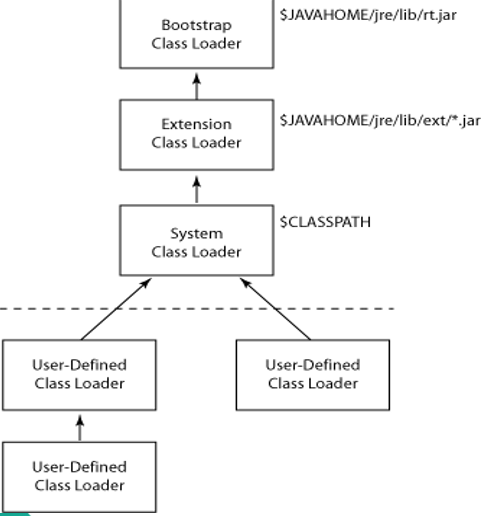 Bootstrap
Class Loader
$JAVAHOME/jre/lib/rt.jar
Extension
Class Loader
$JAVAHOME/jre/lib/ext/*.jar
System
Class Loader
$CLASSPATH
User-Defined
Class Loader
User-Defined
Class Loader
User-Defined
Class Loader